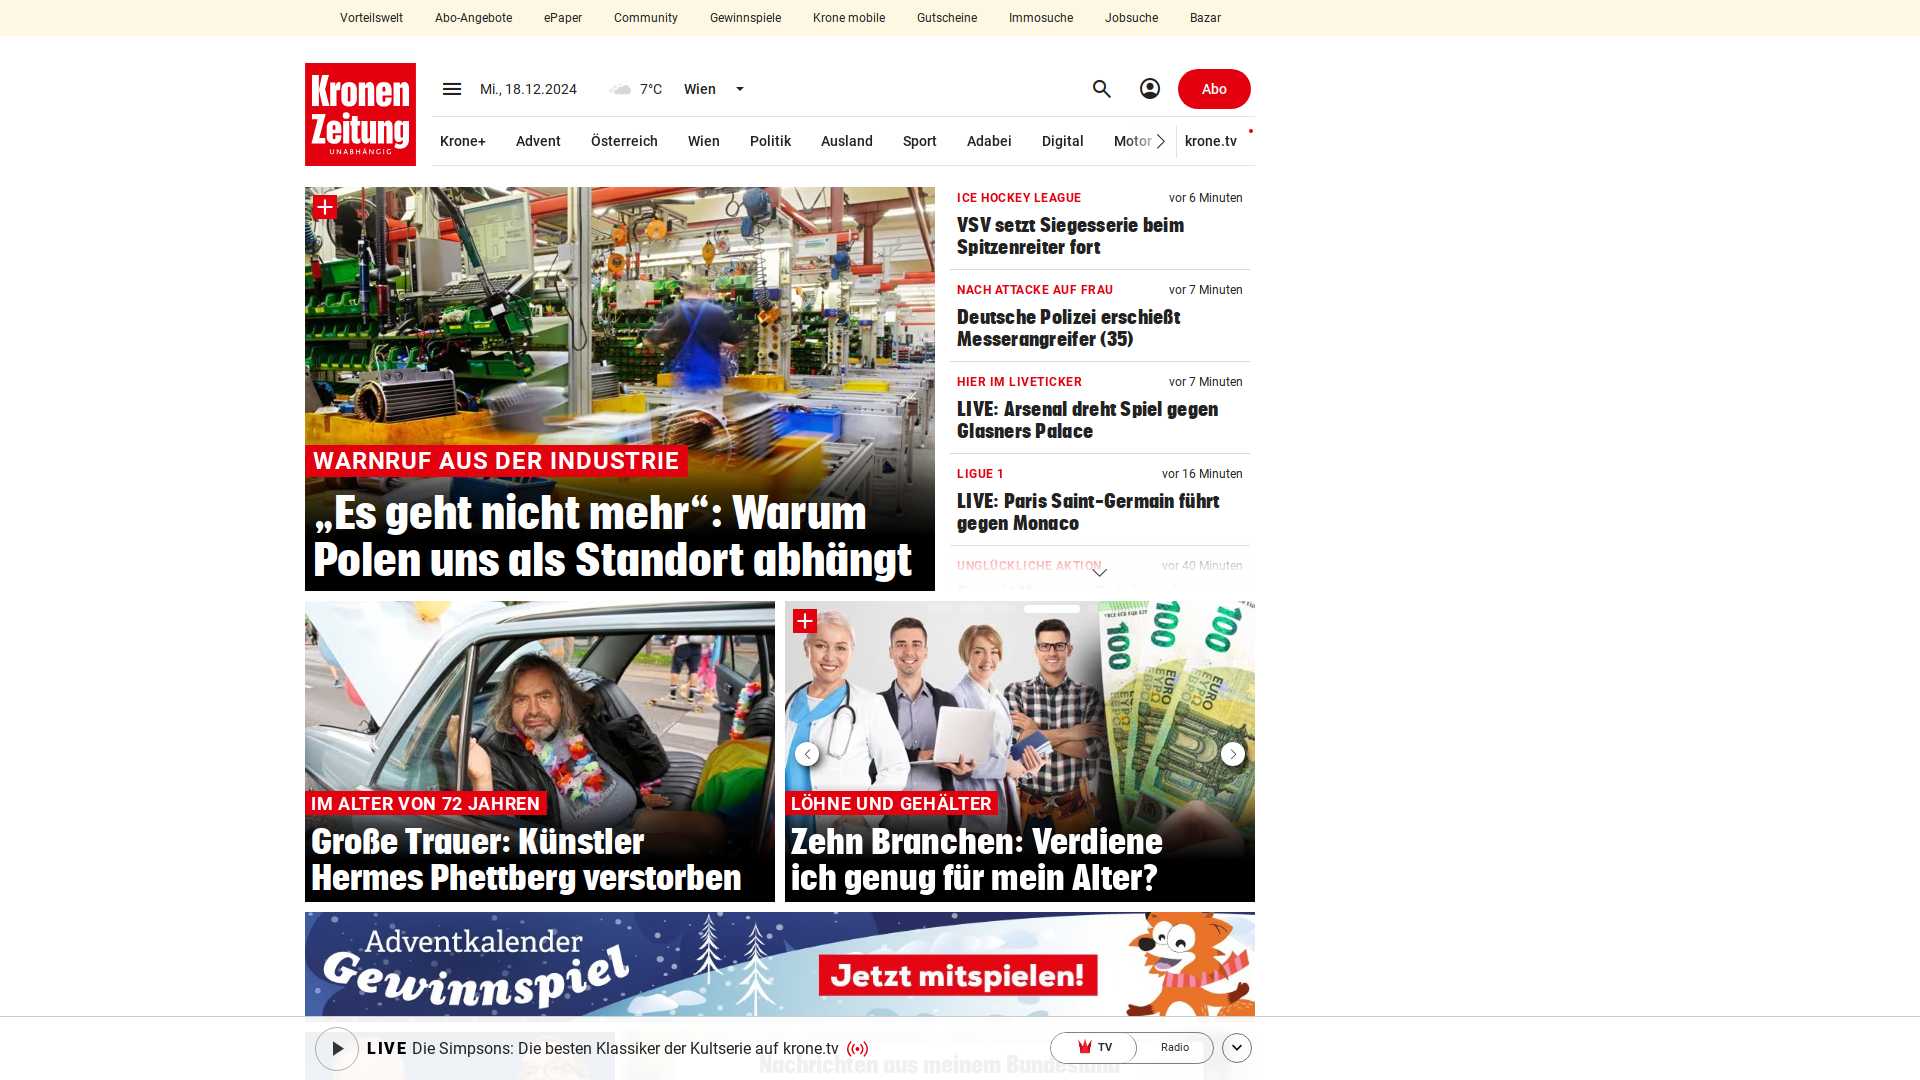 Vorteilswelt Abo-Angebote ePaper Community Gewinnspiele Krone mobile Gutscheine Immosuche Jobsuche Bazar
Kronen
Zeitung
UNABHÄNGIG
Mi., 18.12.2024 7°C Wien Abo
Krone+ Advent Österreich Wien Politik Ausland Sport Adabei Digital Motor krone.tv
WARNRUF AUS DER INDUSTRIE
„Es geht nicht mehr“: Warum
Polen uns als Standort abhängt
ICE HOCKEY LEAGUE vor 6 Minuten
VSV setzt Siegesserie beim
Spitzenreiter fort
NACH ATTACKE AUF FRAU vor 7 Minuten
Deutsche Polizei erschießt
Messerangreifer (35)
HIER IM LIVETICKER vor 7 Minuten
LIVE: Arsenal dreht Spiel gegen
Glasners Palace
LIGUE 1 vor 16 Minuten
LIVE: Paris Saint-Germain führt
gegen Monaco
UNGLÜCKLICHE AKTION vor 40 Minuten
IM ALTER VON 72 JAHREN
Große Trauer: Künstler
Hermes Phettberg verstorben
100 100 100
EURO EURO
LÖHNE UND GEHÄLTER
Zehn Branchen: Verdiene
ich genug für mein Alter?
Adventkalender
Gewinnspiel
Jetzt mitspielen!
LIVE Die Simpsons: Die besten Klassiker der Kultserie auf krone.tv TV Radio
Nachrichten aus meinem Bundesland